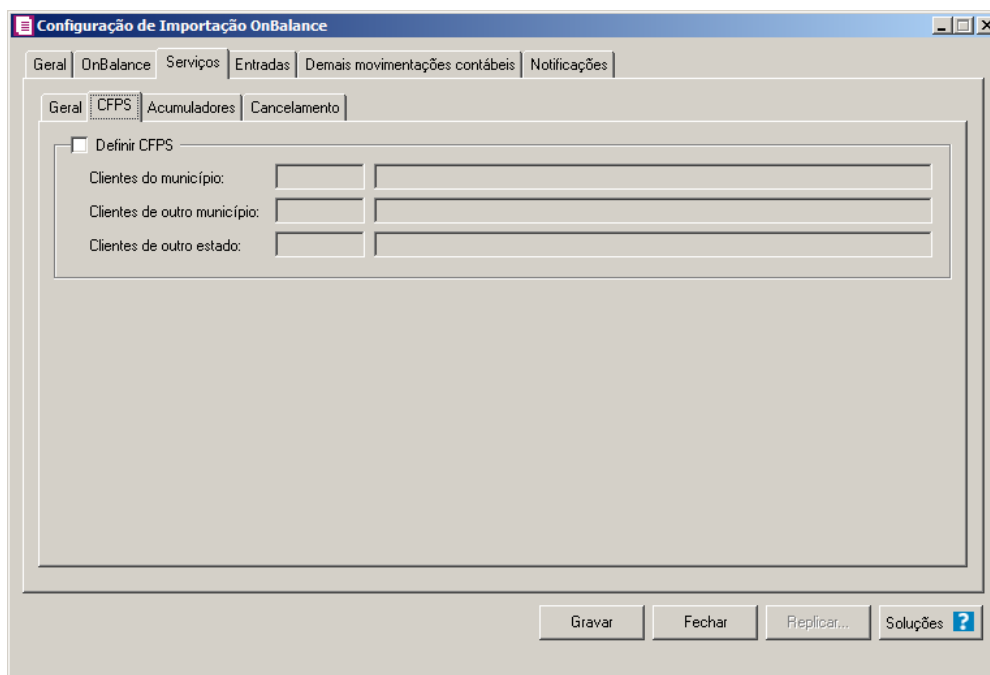 Configuração de Importação OnBalance
Geral OnBalance Serviços Entradas Demais movimentações contábeis Notificações
Geral CFPS Acumuladores Cancelamento
Definir CFPS
Clientes do município:
Clientes de outro município:
Clientes de outro estado:
Gravar Fechar Replicar... Soluções ?